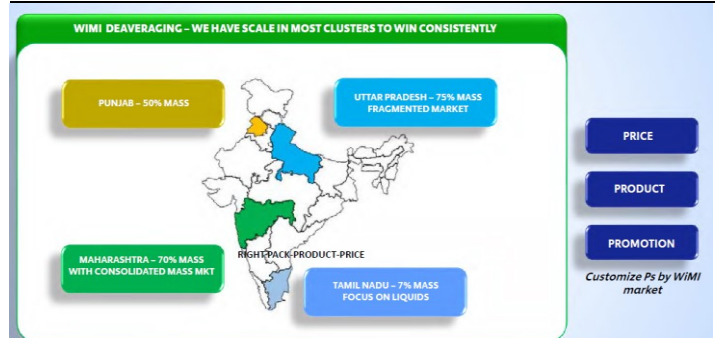 WIMI DEAVERAGING – WE HAVE SCALE IN MOST CLUSTERS TO WIN CONSISTENTLY
PUNJAB – 50% MASS
UTTAR PRADESH – 75% MASS
FRAGMENTED MARKET
MAHARASHTRA – 70% MASS
WITH CONSOLIDATED MASS MKT
RIGHT-PACK-PRODUCT-PRICE
TAMIL NADU – 7% MASS
FOCUS ON LIQUIDS
PRICE
PRODUCT
PROMOTION
Customize Ps by WiMI
market